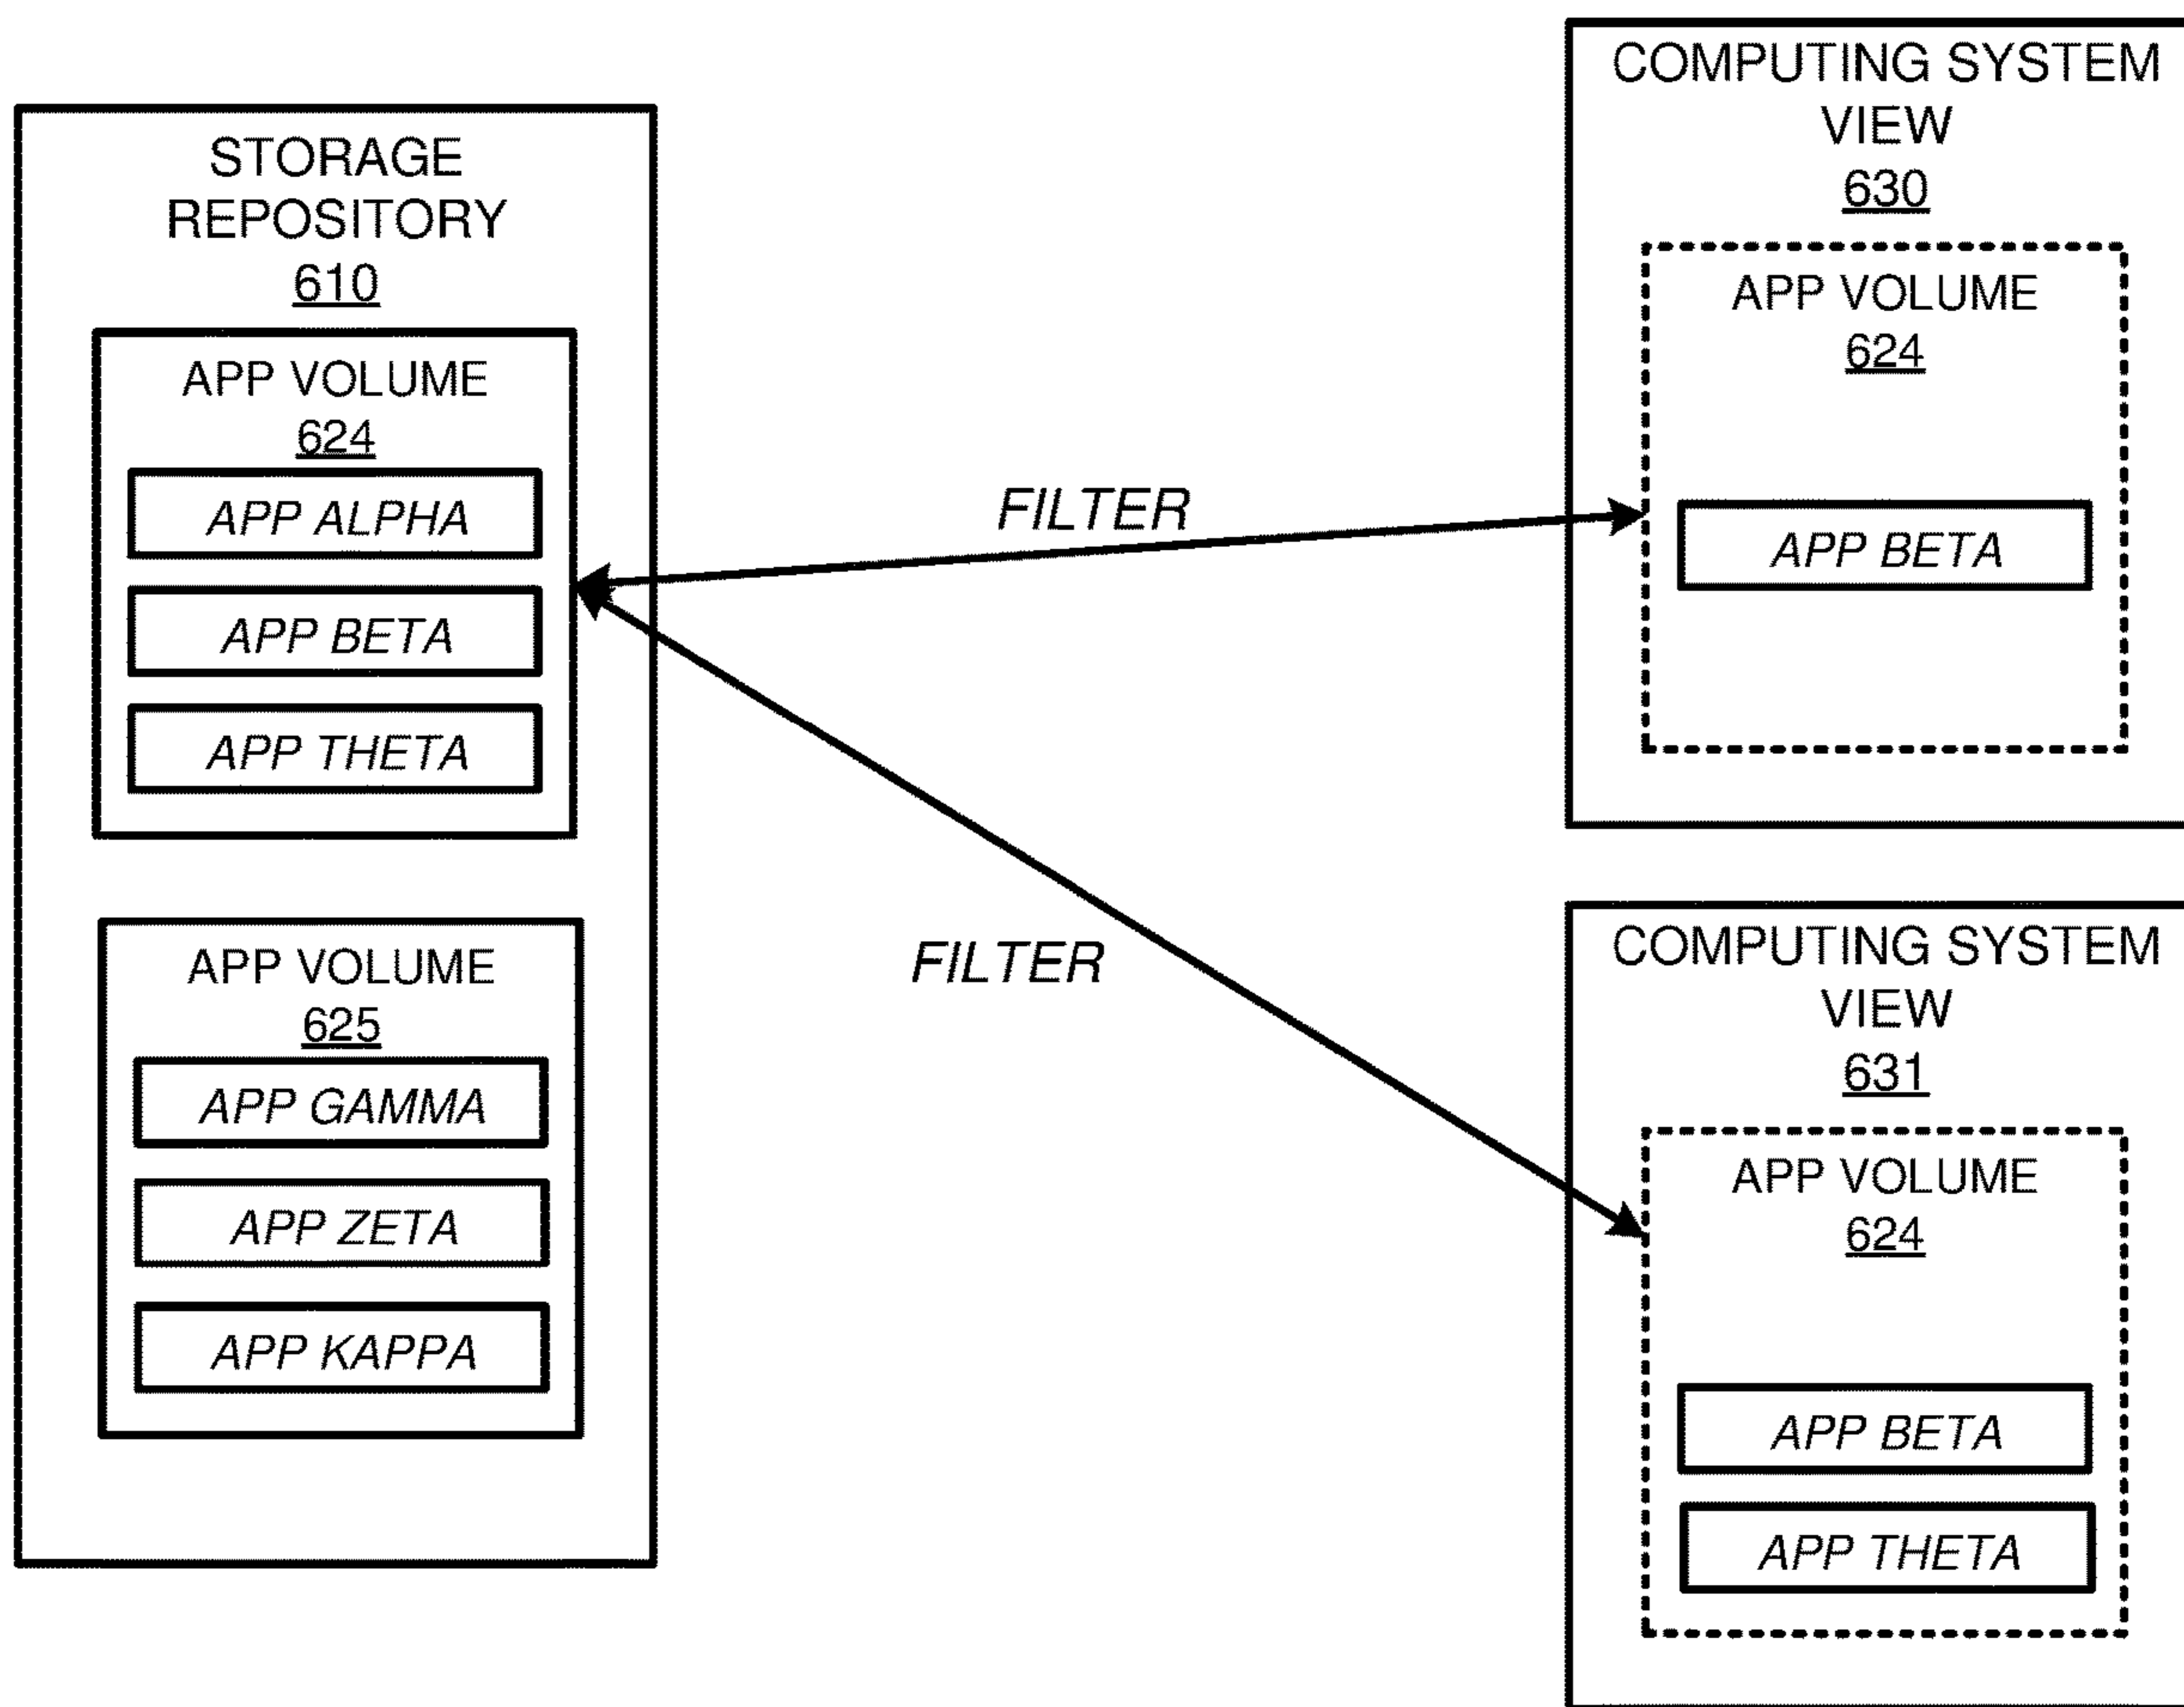 STORAGE
REPOSITORY
610
APP VOLUME
624
APP ALPHA
APP BETA
APP THETA
APP VOLUME
625
APP GAMMA
APP ZETA
APP KAPPA
FILTER
FILTER
COMPUTING SYSTEM
VIEW
630
APP VOLUME
624
APP BETA
COMPUTING SYSTEM
VIEW
631
APP VOLUME
624
APP BETA
APP THETA